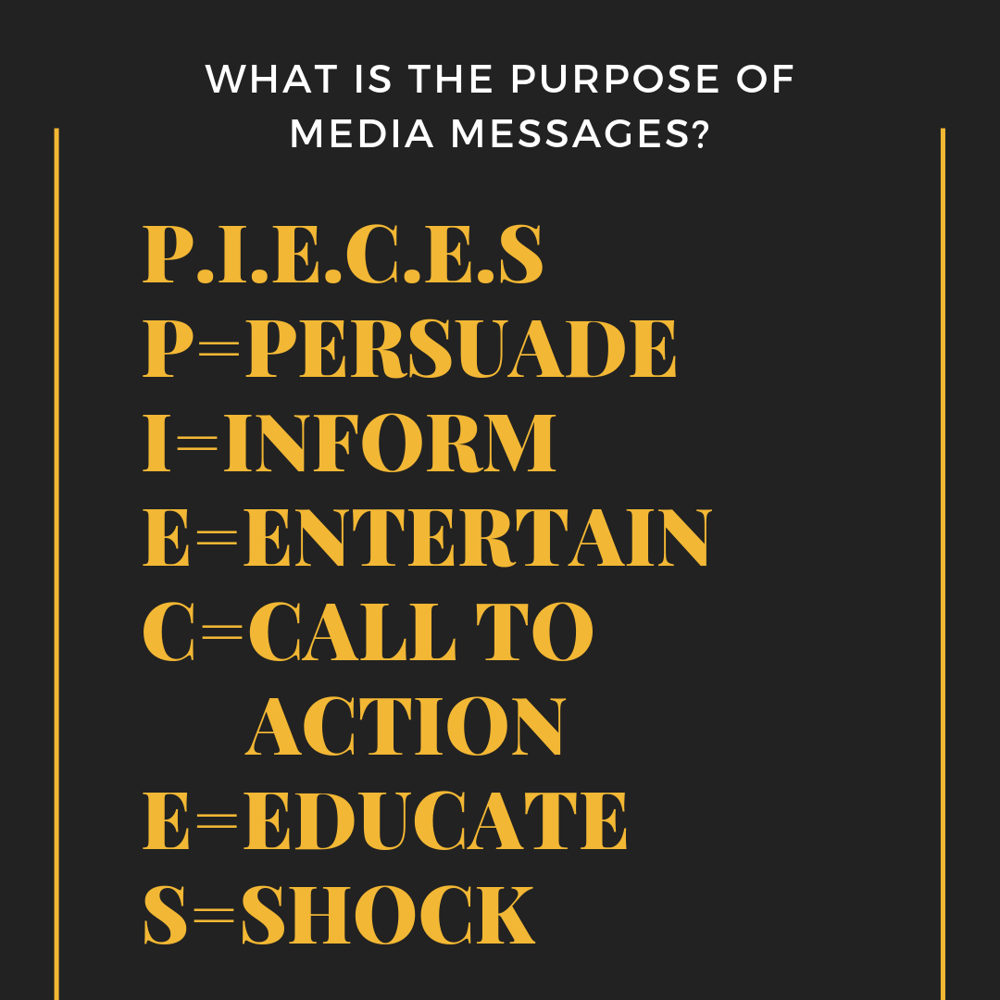 WHAT IS THE PURPOSE OF
MEDIA MESSAGES?
P.I.E.C.E.S
P=PERSUADE
I=INFORM
E=ENTERTAIN
C=CALL TO
ACTION
E=EDUCATE
S=SHOCK